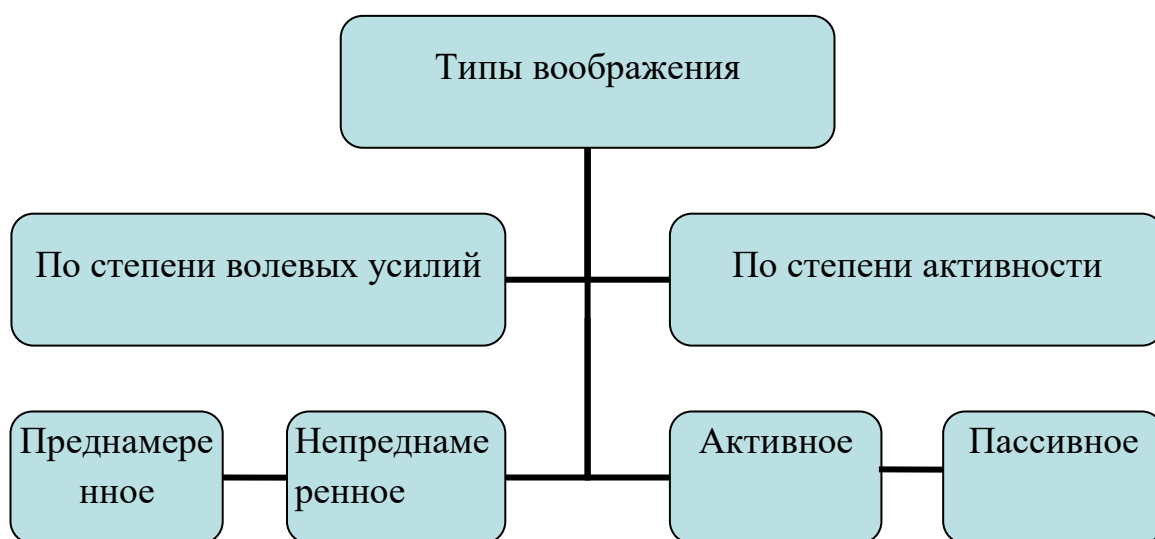 Типы воображения
По степени волевых усилий
По степени активности
Преднамере
нное
Непреднаме
ренное
Активное
Пассивное